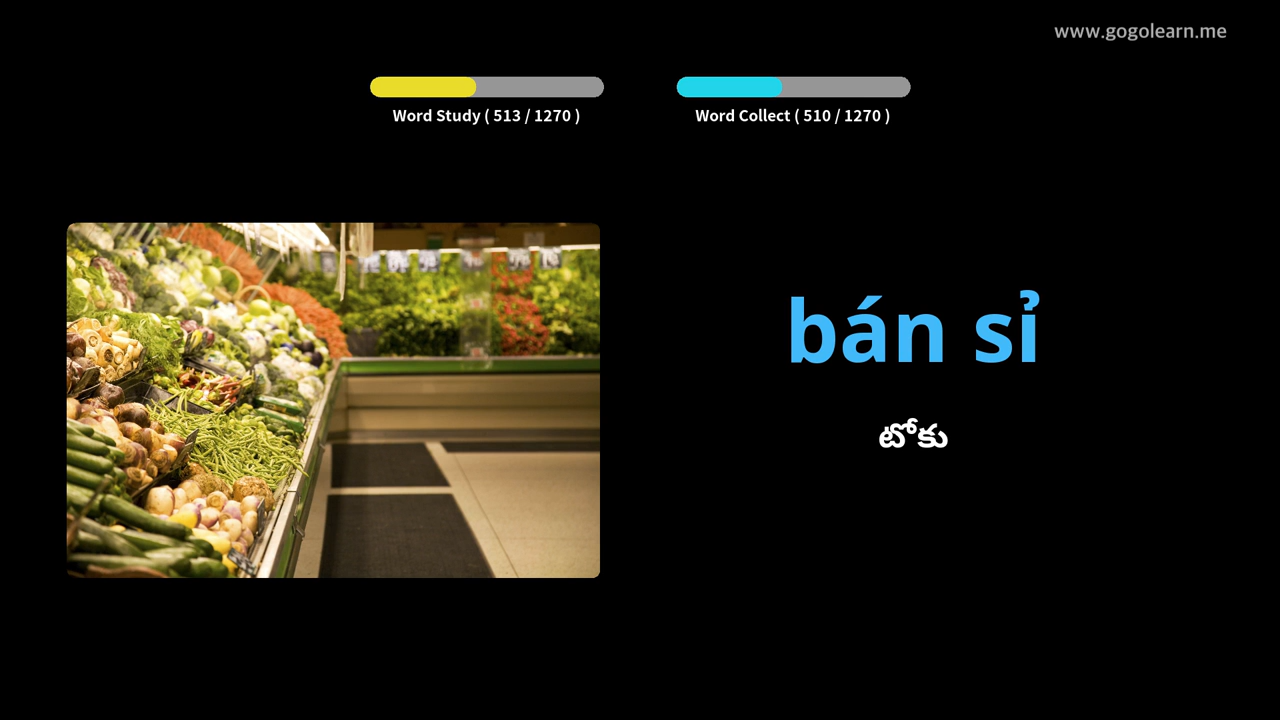 www.gogolearn.me
Word Study ( 513 / 1270 )
Word Collect ( 510 / 1270 )
bán sỉ
టోకు